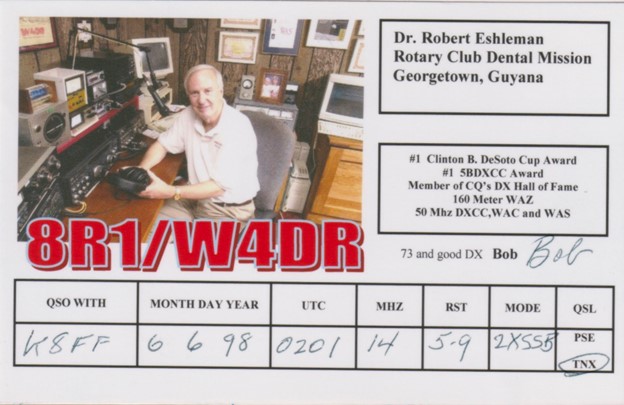 Dr. Robert Eshleman
Rotary Club Dental Mission
Georgetown, Guyana
#1 Clinton B. DeSoto Cup Award
#1 5BDXCC Award
Member of CQ's DX Hall of Fame
160 Meter WAZ
50 Mhz DXCC,WAC and WAS
8R1/W4DR
73 and good DX Bob Bob
QSO WITH MONTH DAY YEAR UTC MHZ RST MODE QSL
K8FF 6 6 98 0201 14 5-9 2XSSB PSE
TNX